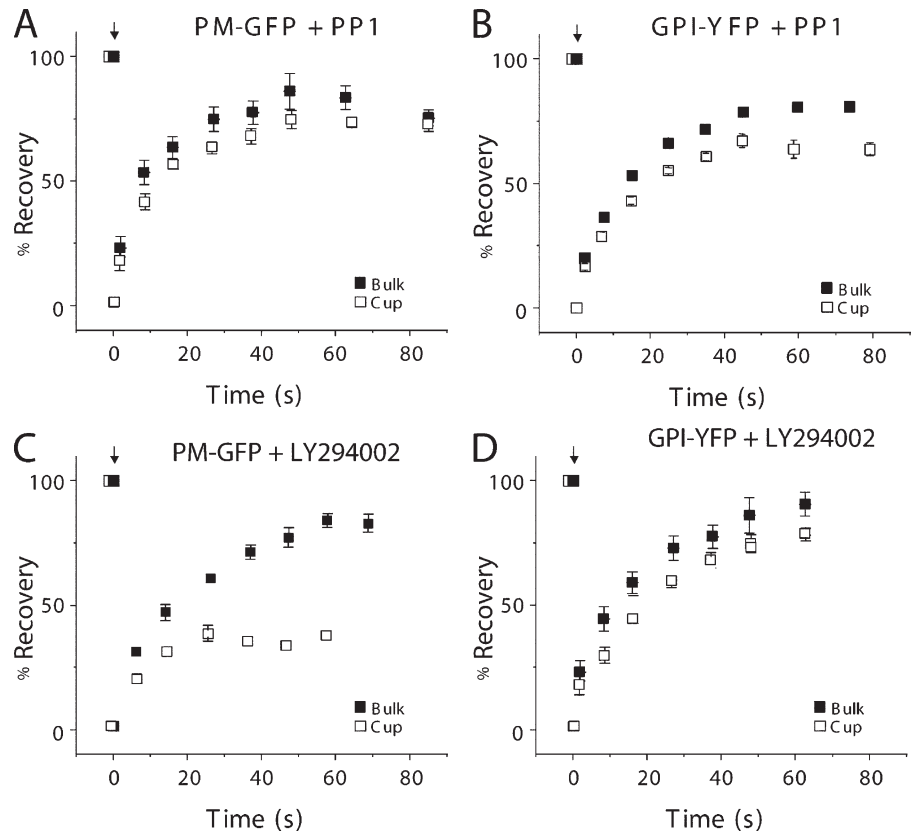 A
PM-GFP + PP1
100
50
0
% Recovery
Bulk
Cup
0 20 40 60 80
Time (s)
B
GPI-Y FP + PP1
100
50
0
% Recovery
Bulk
Cup
0 20 40 60 80
Time (s)
C
PM-GFP + LY294002
100
50
0
% Recovery
Bulk
Cup
0 20 40 60 80
Time (s)
D
GPI-YFP + LY294002
100
50
0
% Recovery
Bulk
Cup
0 20 40 60 80
Time (s)